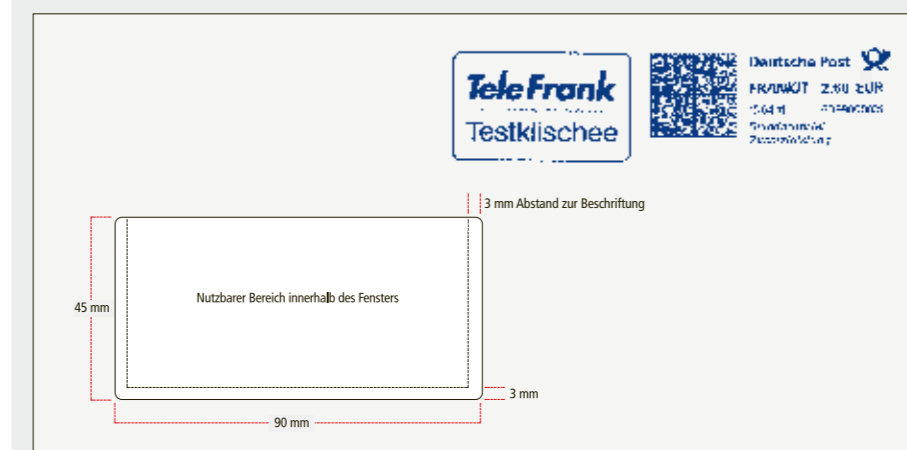 TeleFrank
Testklischee
Deutsche Post
FRANKIT 2.60 EUR
3 mm Abstand zur Beschriftung
45 mm
Nutzbarer Bereich innerhalb des Fensters
3 mm
90 mm